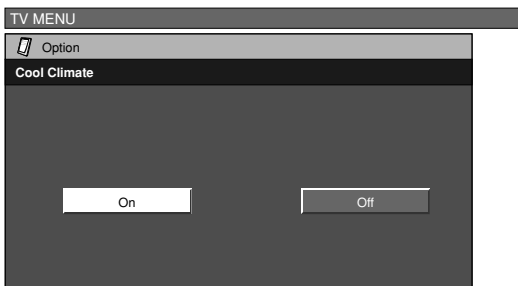 TV MENU
Option
Cool Climate
On
Off